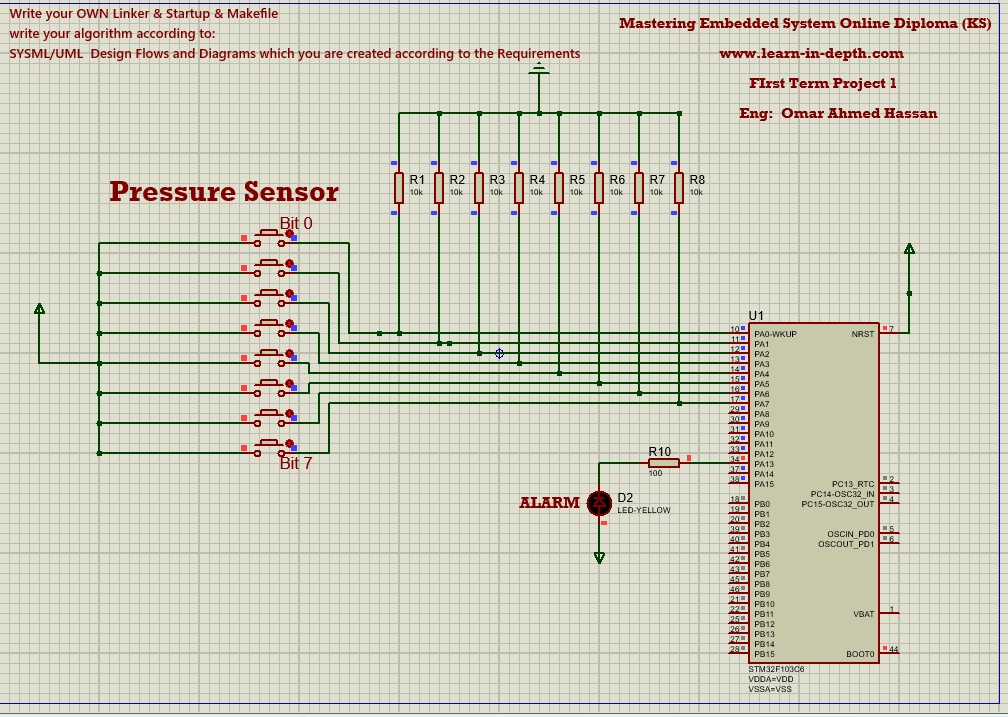 Write your OWN Linker & Startup & Makefile
write your algorithm according to:
SYSML/UML Design Flows and Diagrams which you are created according to the Requirements
Mastering Embedded System Online Diploma (KS)
www.learn-in-depth.com
FIrst Term Project 1
Eng: Omar Ahmed Hassan
R1
10k
R2
10k
R3
10k
R4
10k
R5
10k
R6
10k
R7
10k
R8
10k
Pressure Sensor
Bit 0
Bit 7
R10
100
ALARM
D2
LED-YELLOW
U1
10 PA0-WKUP
11 PA1
12 PA2
13 PA3
14 PA4
15 PA5
16 PA6
17 PA7
29 PA8
30 PA9
31 PA10
32 PA11
33 PA12
34 PA13
37 PA14
38 PA15
18 PB0
19 PB1
20 PB2
39 PB3
40 PB4
41 PB5
42 PB6
43 PB7
45 PB8
46 PB9
21 PB10
22 PB11
25 PB12
26 PB13
27 PB14
28 PB15
NRST 7
PC13_RTC 2
PC14-OSC32_IN 3
PC15-OSC32_OUT 4
OSCIN_PD0 5
OSCOUT_PD1 6
VBAT 1
BOOT0 44
STM32F103C6
VDDA=VDD
VSSA=VSS